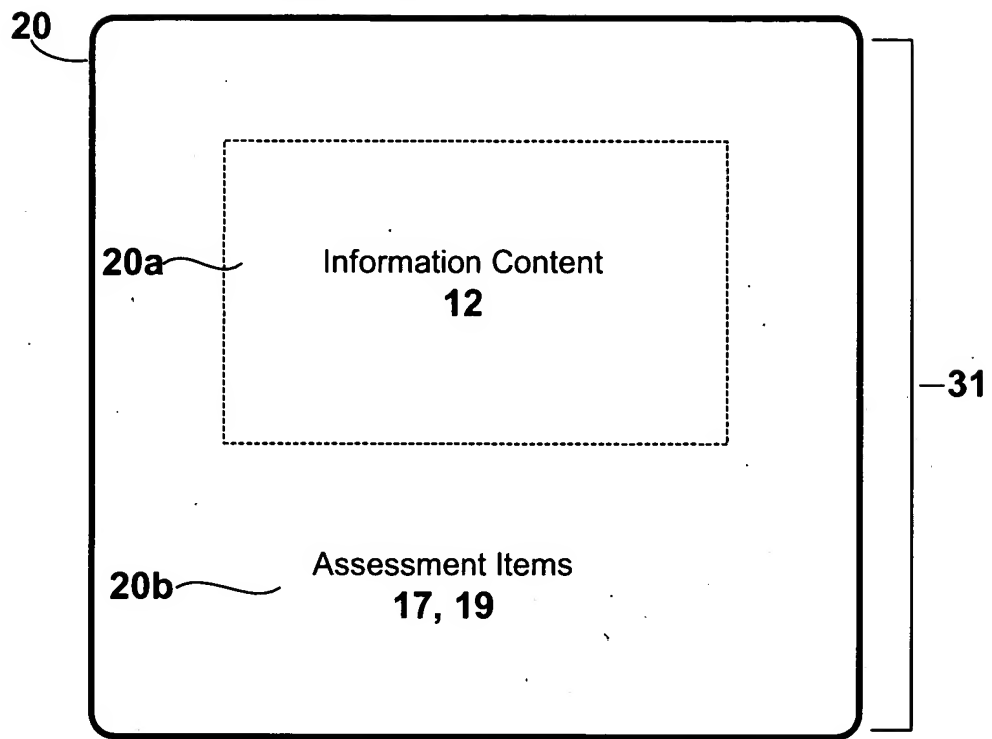 20
20a
Information Content
12
31
Assessment Items
20b
17, 19